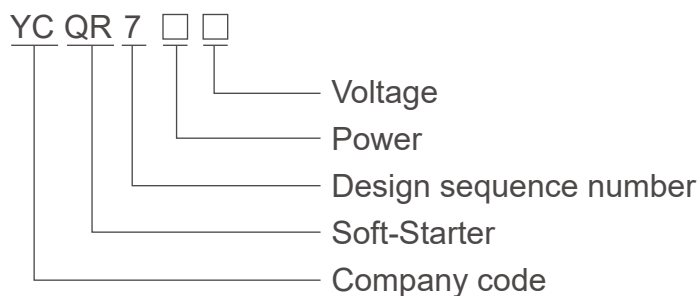 YC QR 7 □ □
Voltage
Power
Design sequence number
Soft-Starter
Company code